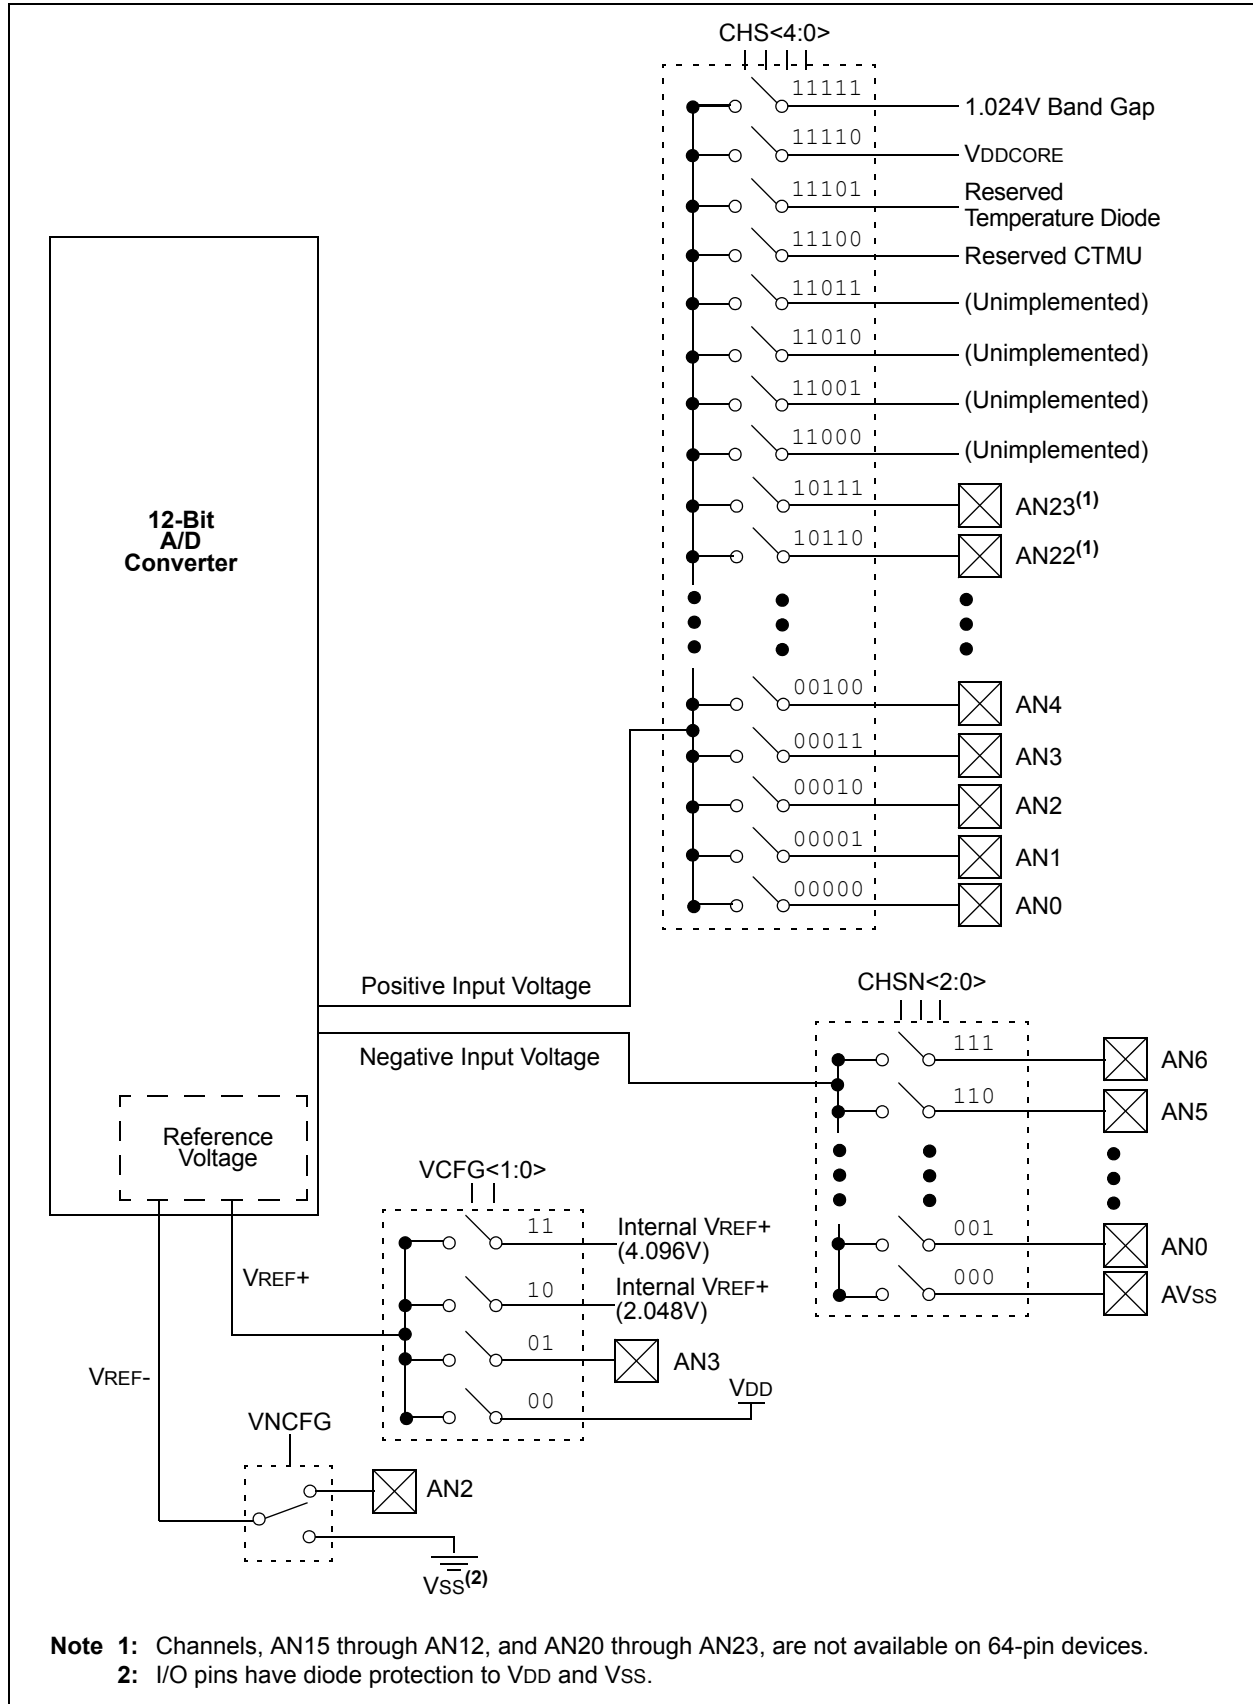 CHS<4:0>
11111
1.024V Band Gap
11110
VDDCORE
11101
Reserved
Temperature Diode
11100
Reserved CTMU
11011
(Unimplemented)
11010
(Unimplemented)
11001
(Unimplemented)
11000
(Unimplemented)
10111
AN23(1)
10110
AN22(1)
12-Bit
A/D
Converter
00100
AN4
00011
AN3
00010
AN2
00001
AN1
00000
AN0
Positive Input Voltage
Negative Input Voltage
CHSN<2:0>
111
AN6
110
AN5
001
AN0
000
AVSS
Reference
Voltage
VCFG<1:0>
11
Internal VREF+
(4.096V)
10
Internal VREF+
(2.048V)
01
AN3
00
VDD
VREF+
VREF-
VNCFG
AN2
VSS(2)
Note 1: Channels, AN15 through AN12, and AN20 through AN23, are not available on 64-pin devices.
2: I/O pins have diode protection to VDD and VSS.